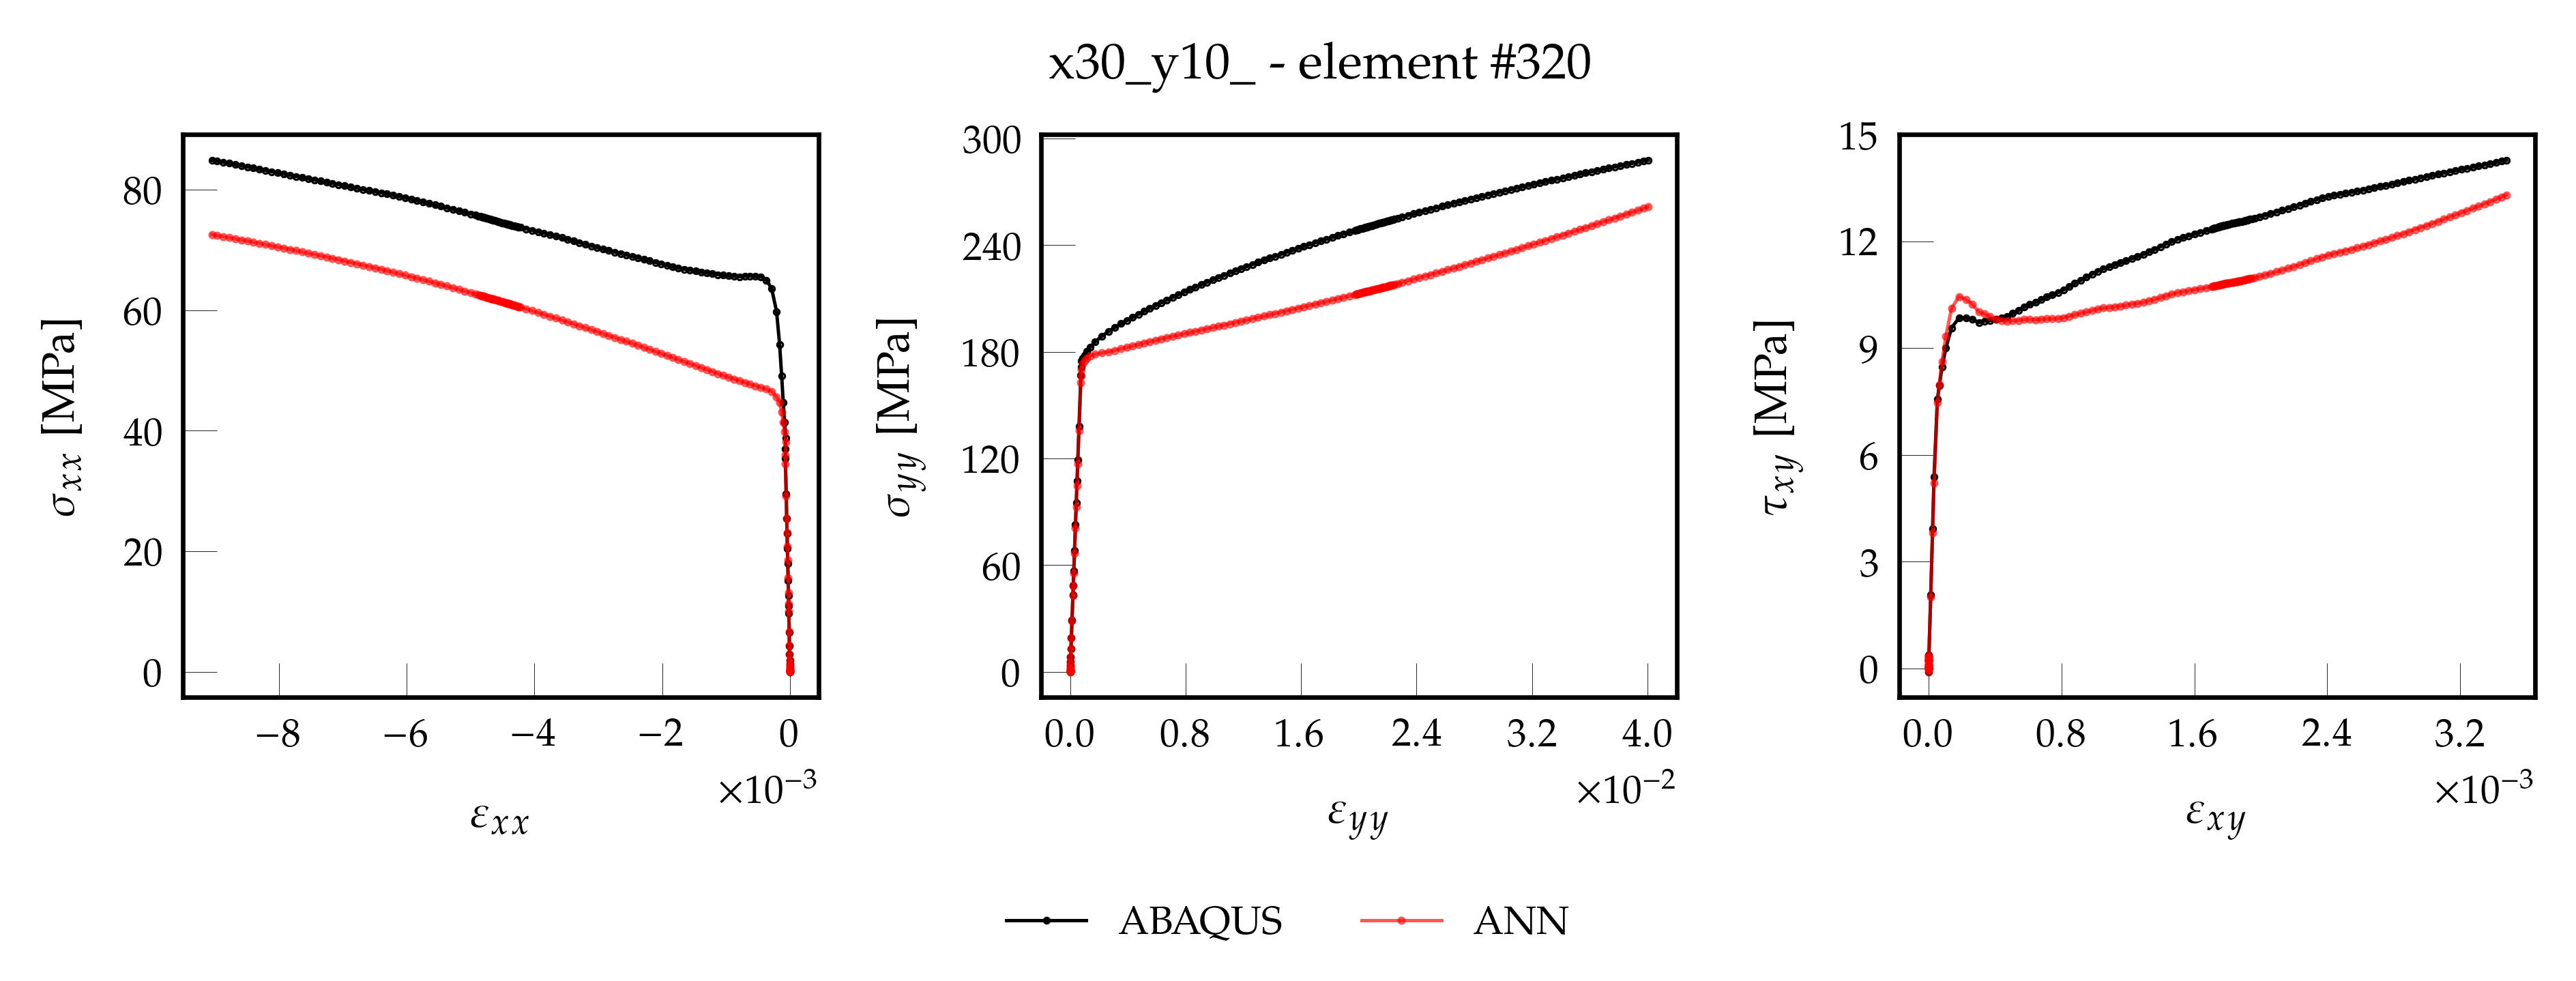 x30_y10_ - element #320
σxx [MPa]
80
60
40
20
0
−8 −6 −4 −2 0
×10−3
εxx
σyy [MPa]
300
240
180
120
60
0
0.0 0.8 1.6 2.4 3.2 4.0
×10−2
εyy
τxy [MPa]
15
12
9
6
3
0
0.0 0.8 1.6 2.4 3.2
×10−3
εxy
ABAQUS ANN